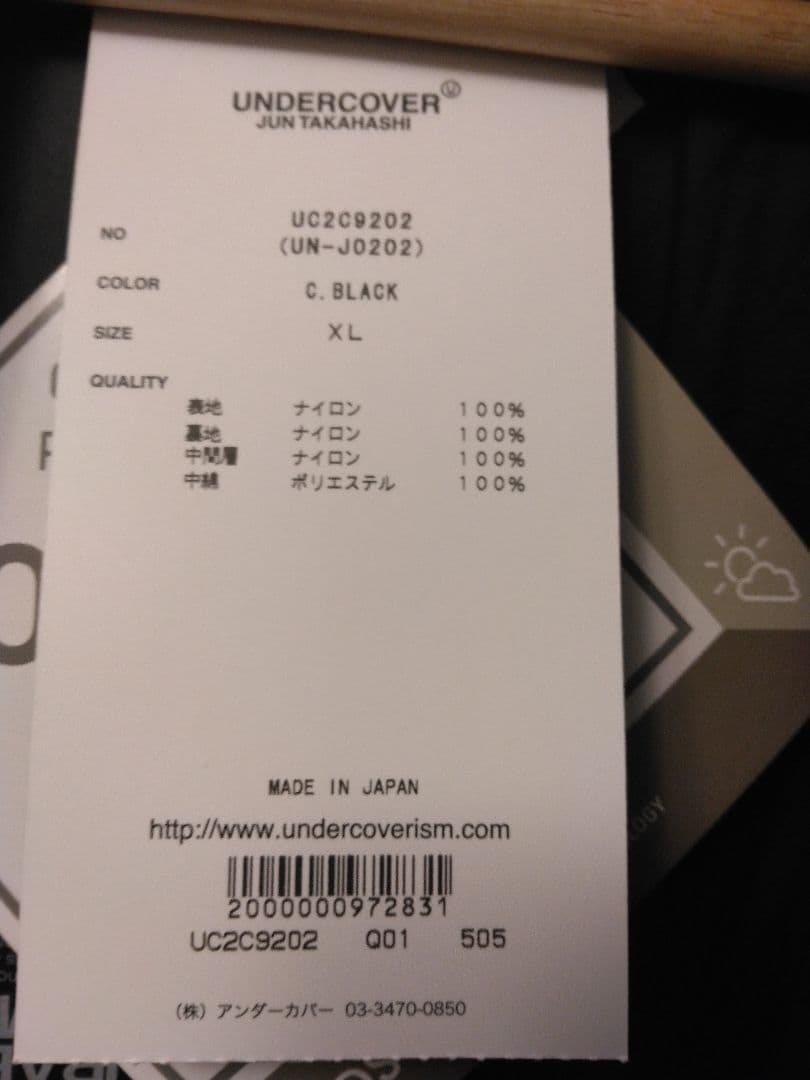 UNDERCOVER Ⓤ
JUN TAKAHASHI
NO UC2C9202
(UN-J0202)
COLOR C.BLACK
SIZE XL
QUALITY
表地 ナイロン 100%
裏地 ナイロン 100%
中間層 ナイロン 100%
中綿 ポリエステル 100%
MADE IN JAPAN
http://www.undercoverism.com
2000000972831
UC2C9202 Q01 505
(株) アンダーカバー 03-3470-0850